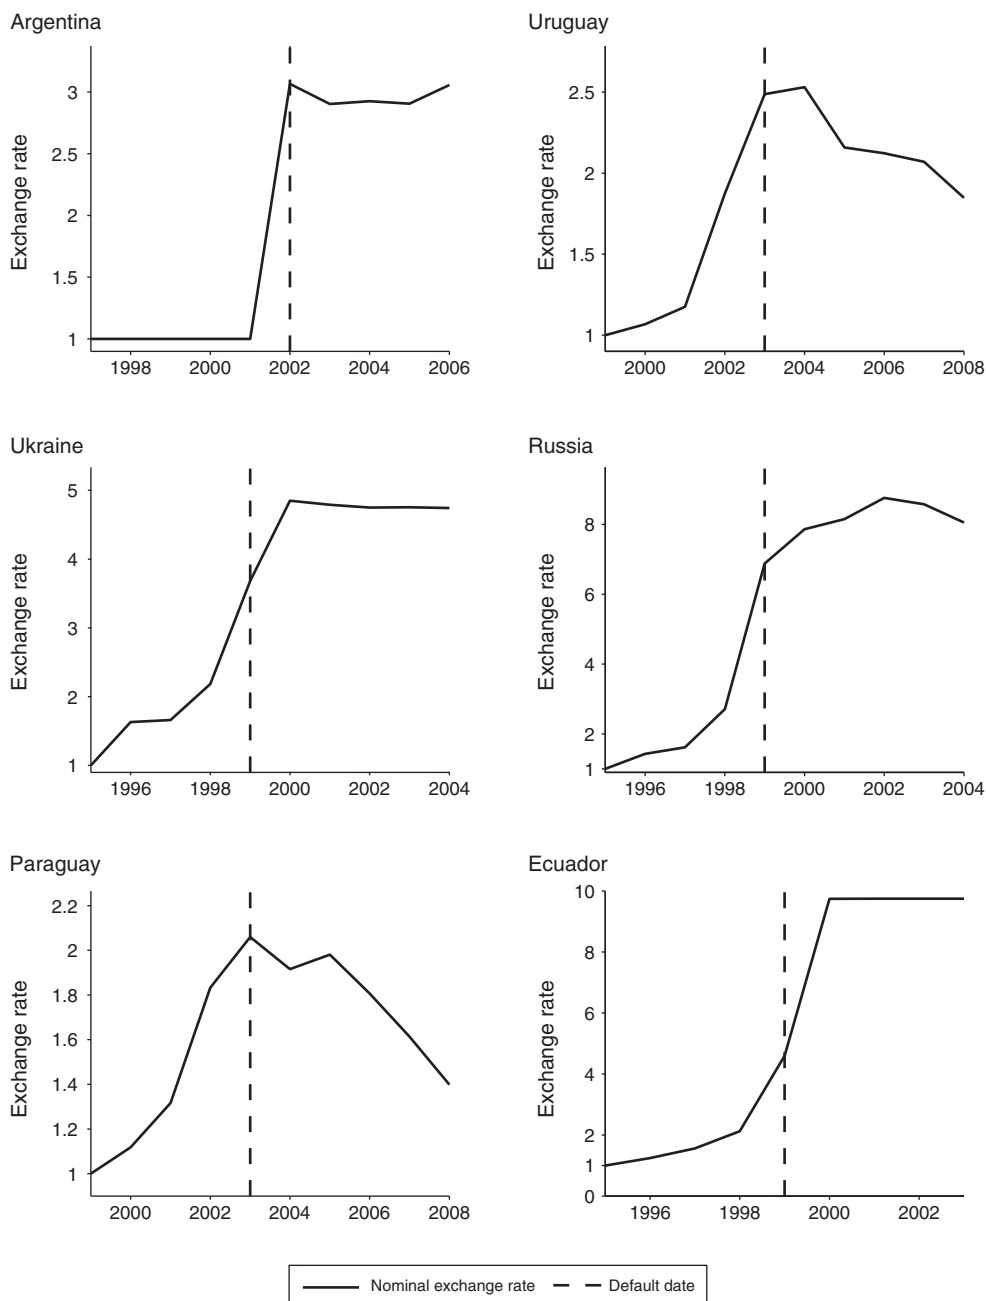 Argentina
Exchange rate
3
2.5
2
1.5
1
1998 2000 2002 2004 2006
Uruguay
Exchange rate
2.5
2
1.5
1
2000 2002 2004 2006 2008
Ukraine
Exchange rate
5
4
3
2
1
1996 1998 2000 2002 2004
Russia
Exchange rate
8
6
4
2
1
1996 1998 2000 2002 2004
Paraguay
Exchange rate
2.2
2
1.8
1.6
1.4
1.2
1
2000 2002 2004 2006 2008
Ecuador
Exchange rate
10
8
6
4
2
1
0
1996 1998 2000 2002
Nominal exchange rate Default date